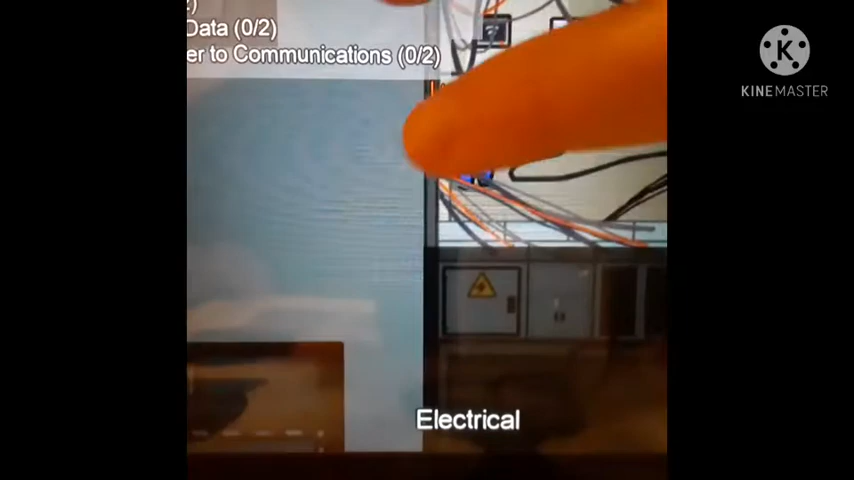 Data (0/2)
er to Communications (0/2)
K
KINEMASTER
Electrical